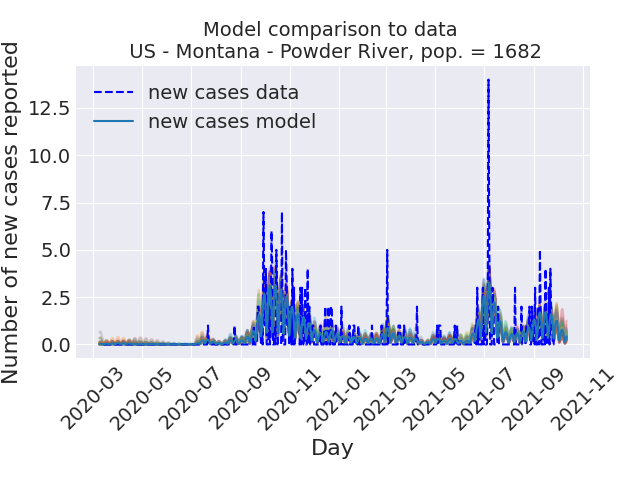 Model comparison to data
US - Montana - Powder River, pop. = 1682
new cases data
new cases model
Number of new cases reported
12.5
10.0
7.5
5.0
2.5
0.0
2020-03
2020-05
2020-07
2020-09
2020-11
2021-01
2021-03
2021-05
2021-07
2021-09
2021-11
Day